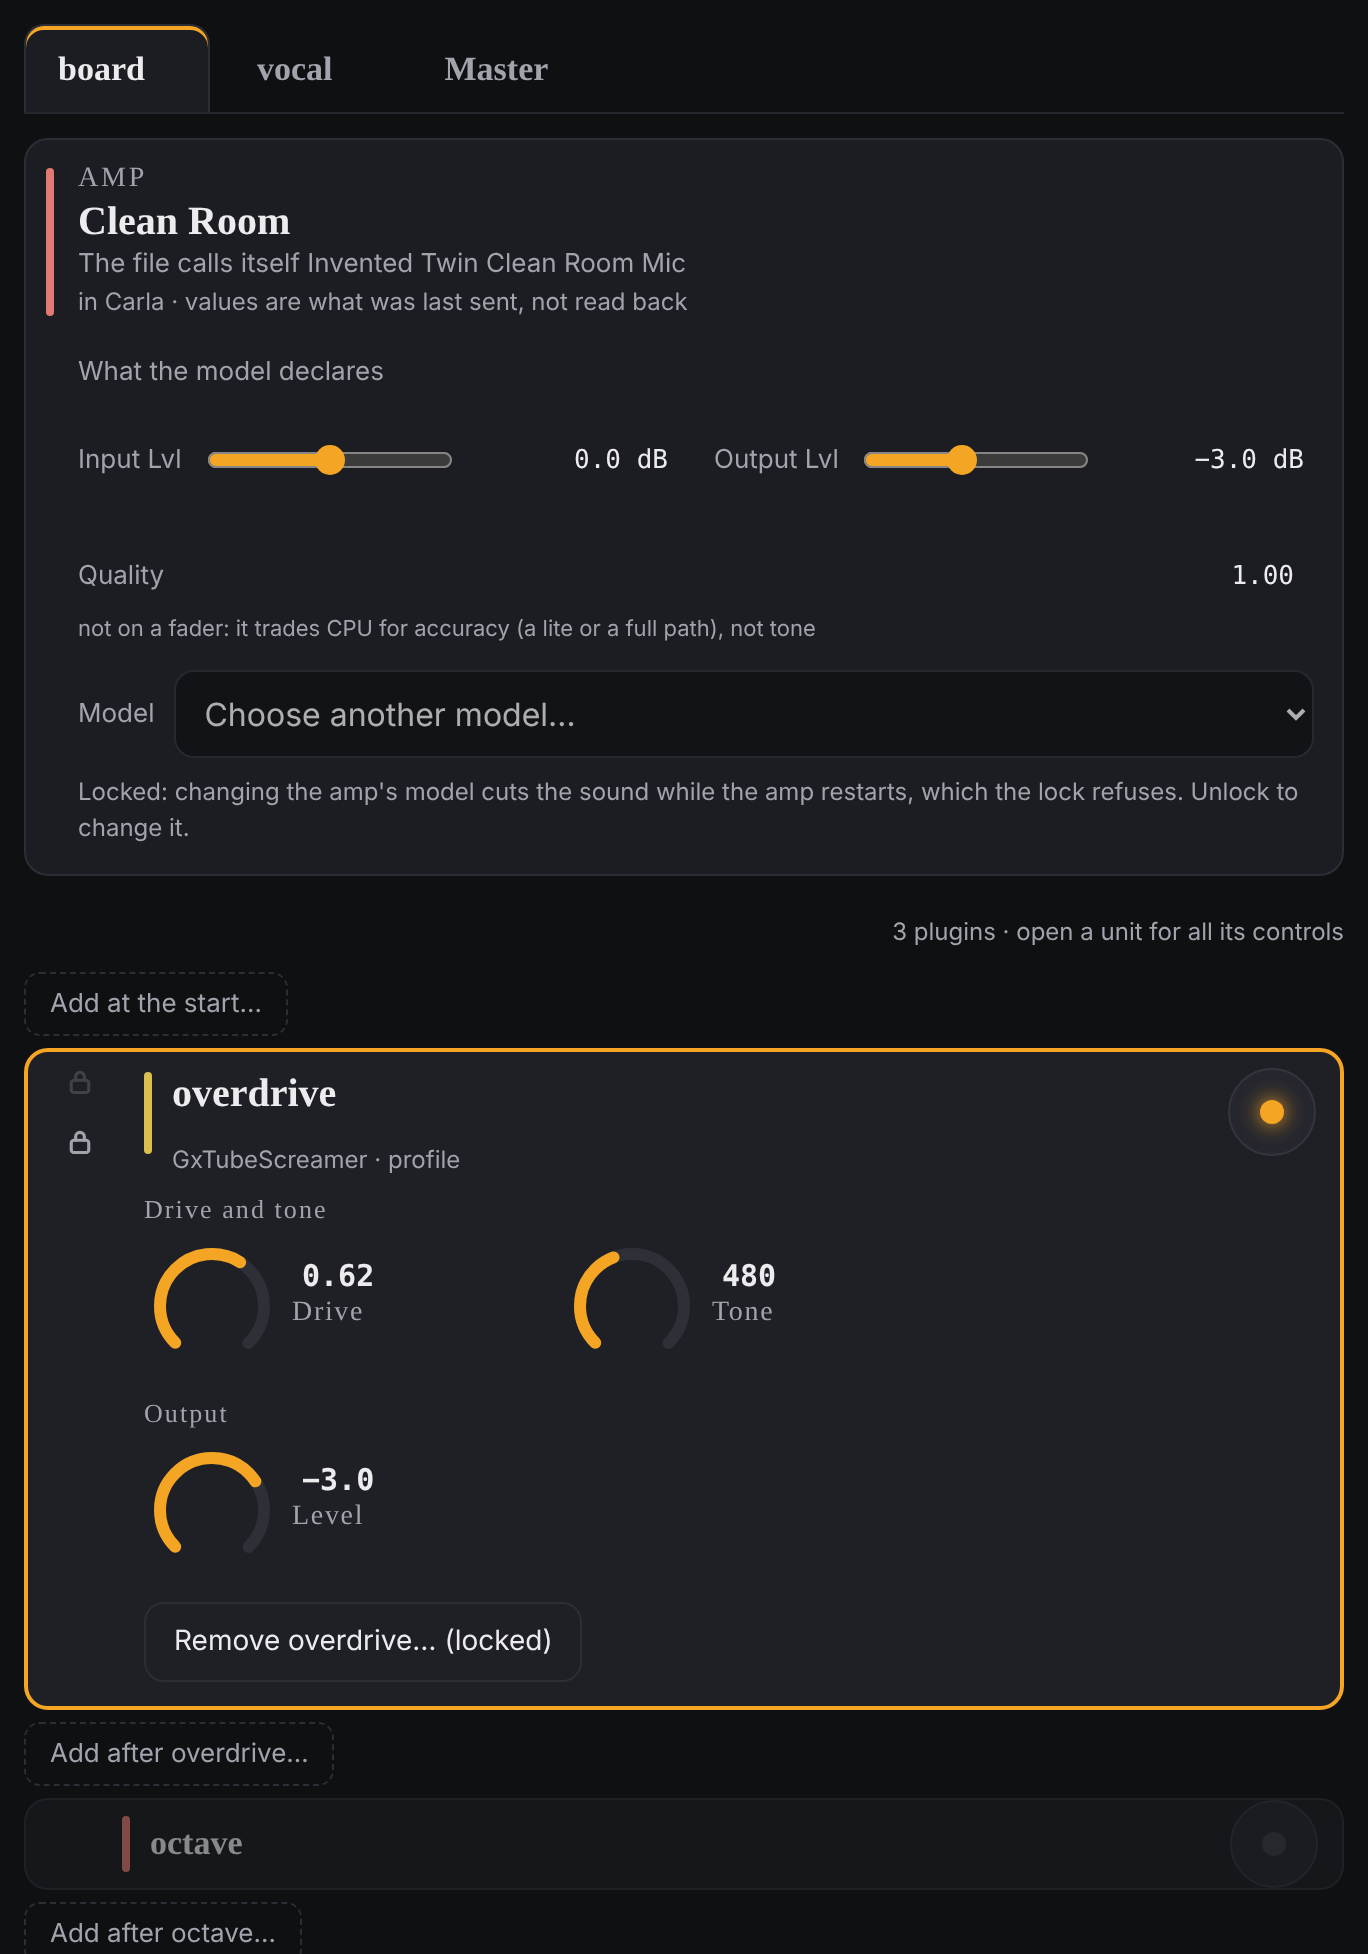 board
vocal
Master
AMP
Clean Room
The file calls itself Invented Twin Clean Room Mic
in Carla · values are what was last sent, not read back
What the model declares
Input Lvl 0.0 dB Output Lvl −3.0 dB
Quality 1.00
not on a fader: it trades CPU for accuracy (a lite or a full path), not tone
Model Choose another model...
Locked: changing the amp's model cuts the sound while the amp restarts, which the lock refuses. Unlock to
change it.
3 plugins · open a unit for all its controls
Add at the start...
overdrive
GxTubeScreamer · profile
Drive and tone
0.62
Drive
480
Tone
Output
−3.0
Level
Remove overdrive... (locked)
Add after overdrive...
octave
Add after octave...